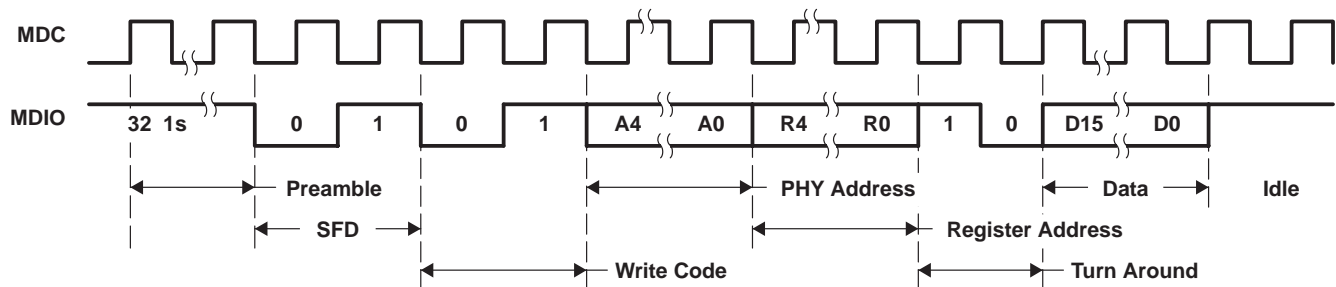 MDC
MDIO
32 1s 0 1 0 1 A4 A0 R4 R0 1 0 D15 D0
Preamble PHY Address Data Idle
SFD Register Address
Write Code Turn Around